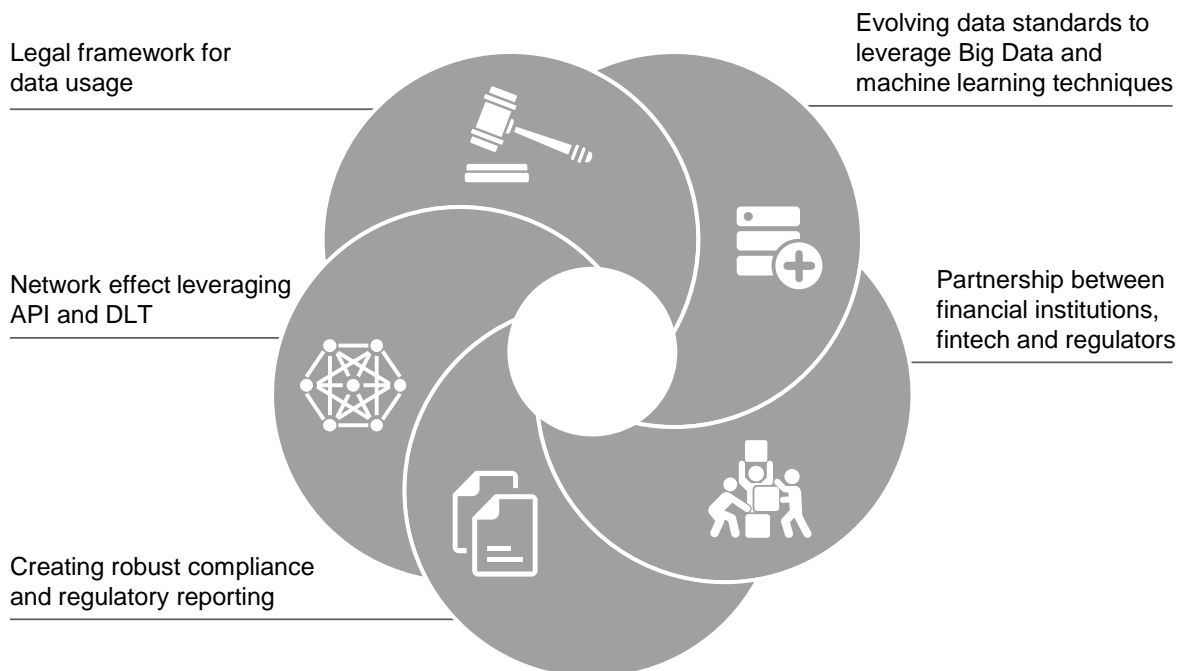 Legal framework for
data usage
Evolving data standards to
leverage Big Data and
machine learning techniques
Network effect leveraging
API and DLT
Partnership between
financial institutions,
fintech and regulators
Creating robust compliance
and regulatory reporting